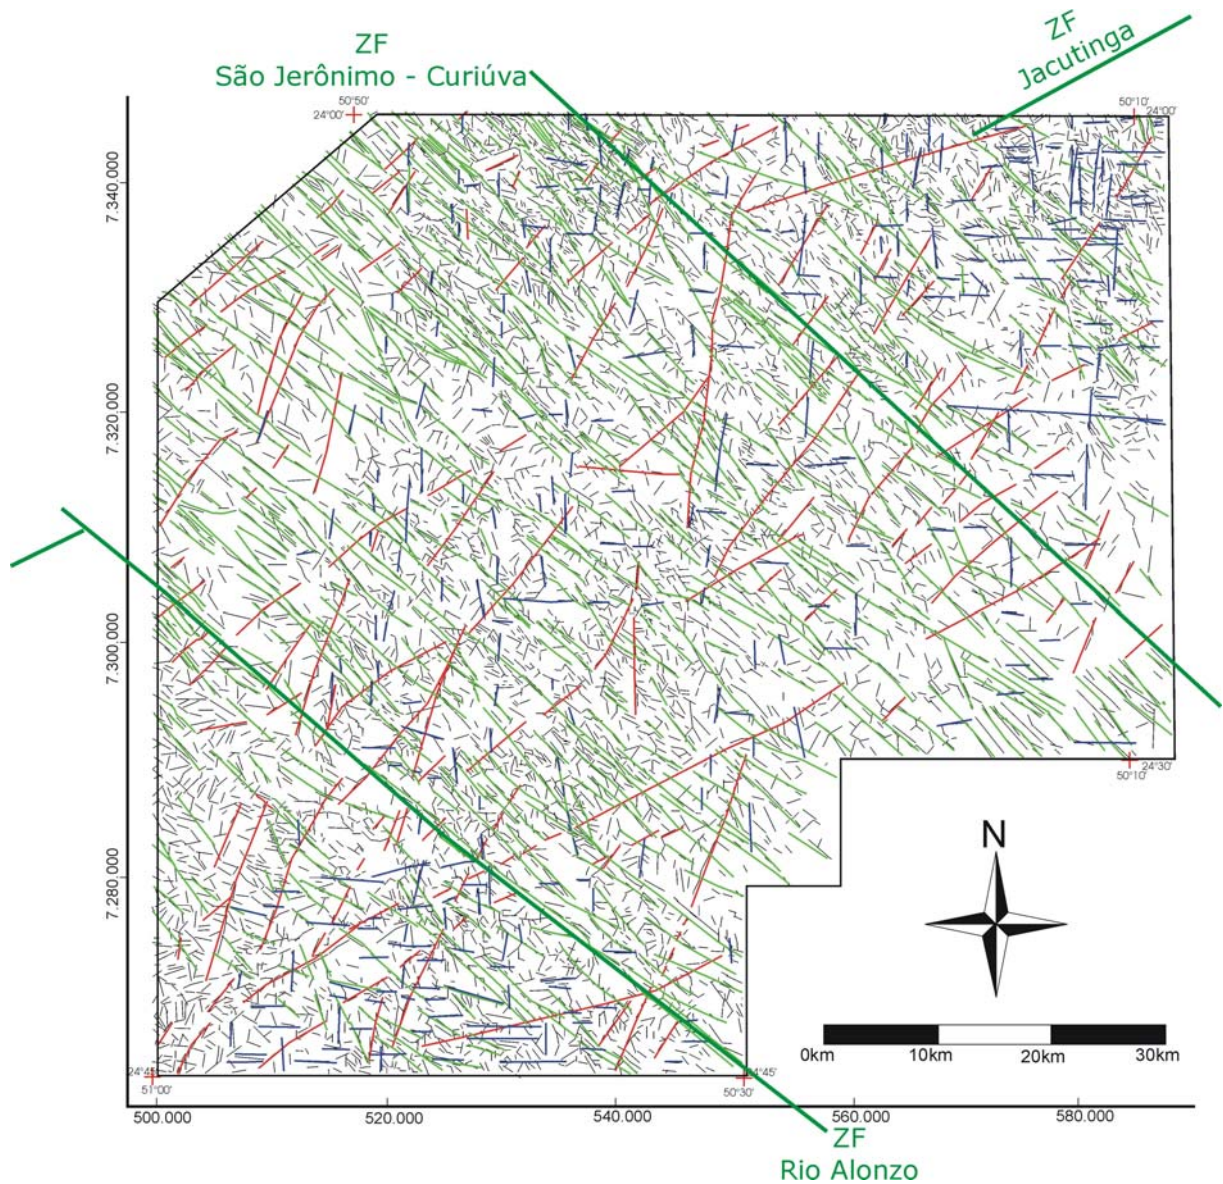 ZF
São Jerônimo - Curiúva
ZF
Jacutinga
50°50'
24°00'
50°10'
24°00'
7.340.000
7.320.000
7.300.000
7.280.000
24°30'
50°10'
N
0km
10km
20km
30km
24°45'
51°00'
24°45'
50°30'
500.000
520.000
540.000
560.000
580.000
ZF
Rio Alonzo